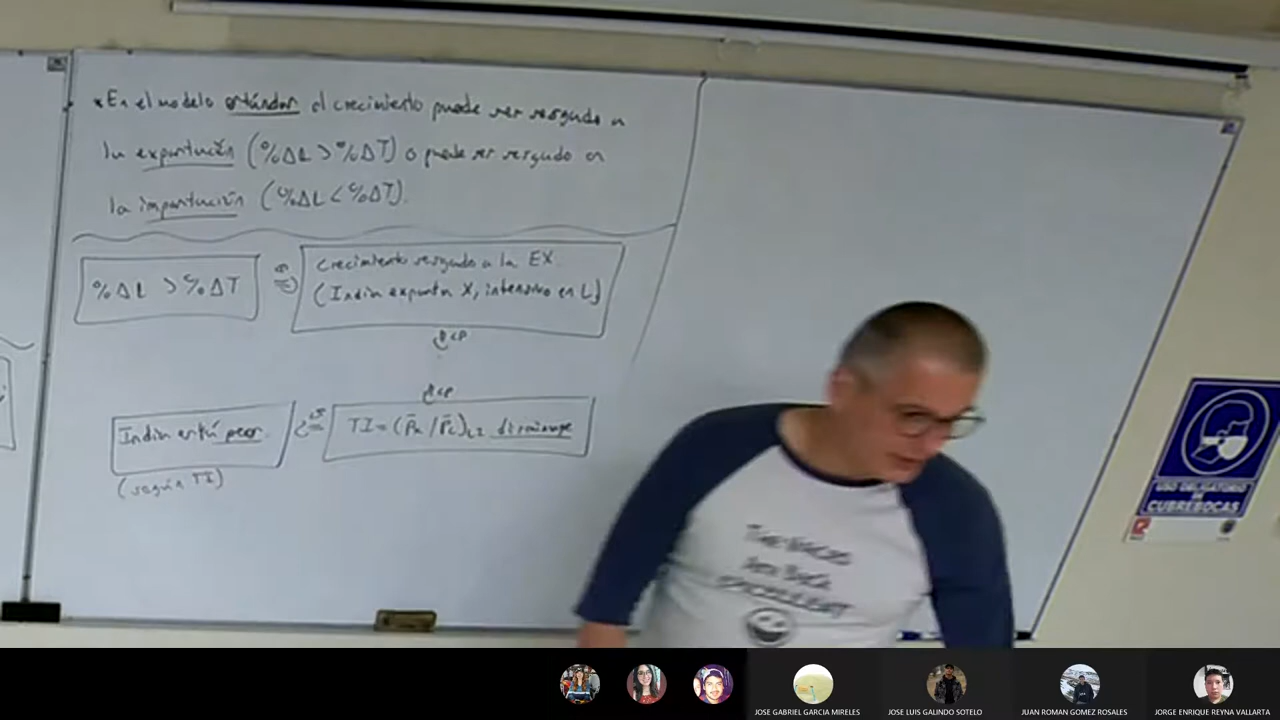 *En el modelo estándar el crecimiento puede ser sesgado a
la exportación (%ΔL > %ΔT) o puede ser sesgado a
la importación (%ΔL < %ΔT).
%ΔL > %ΔT
⇒
Crecimiento sesgado a la EX.
(India exporta X, intensivo en L)
India está peor.
(según TI)
disminuye
USO OBLIGATORIO
DE
CUBREBOCAS
EXCELLENT
JOSE GABRIEL GARCIA MIRELES
JOSE LUIS GALINDO SOTELO
JUAN ROMAN GOMEZ ROSALES
JORGE ENRIQUE REYNA VALLARTA